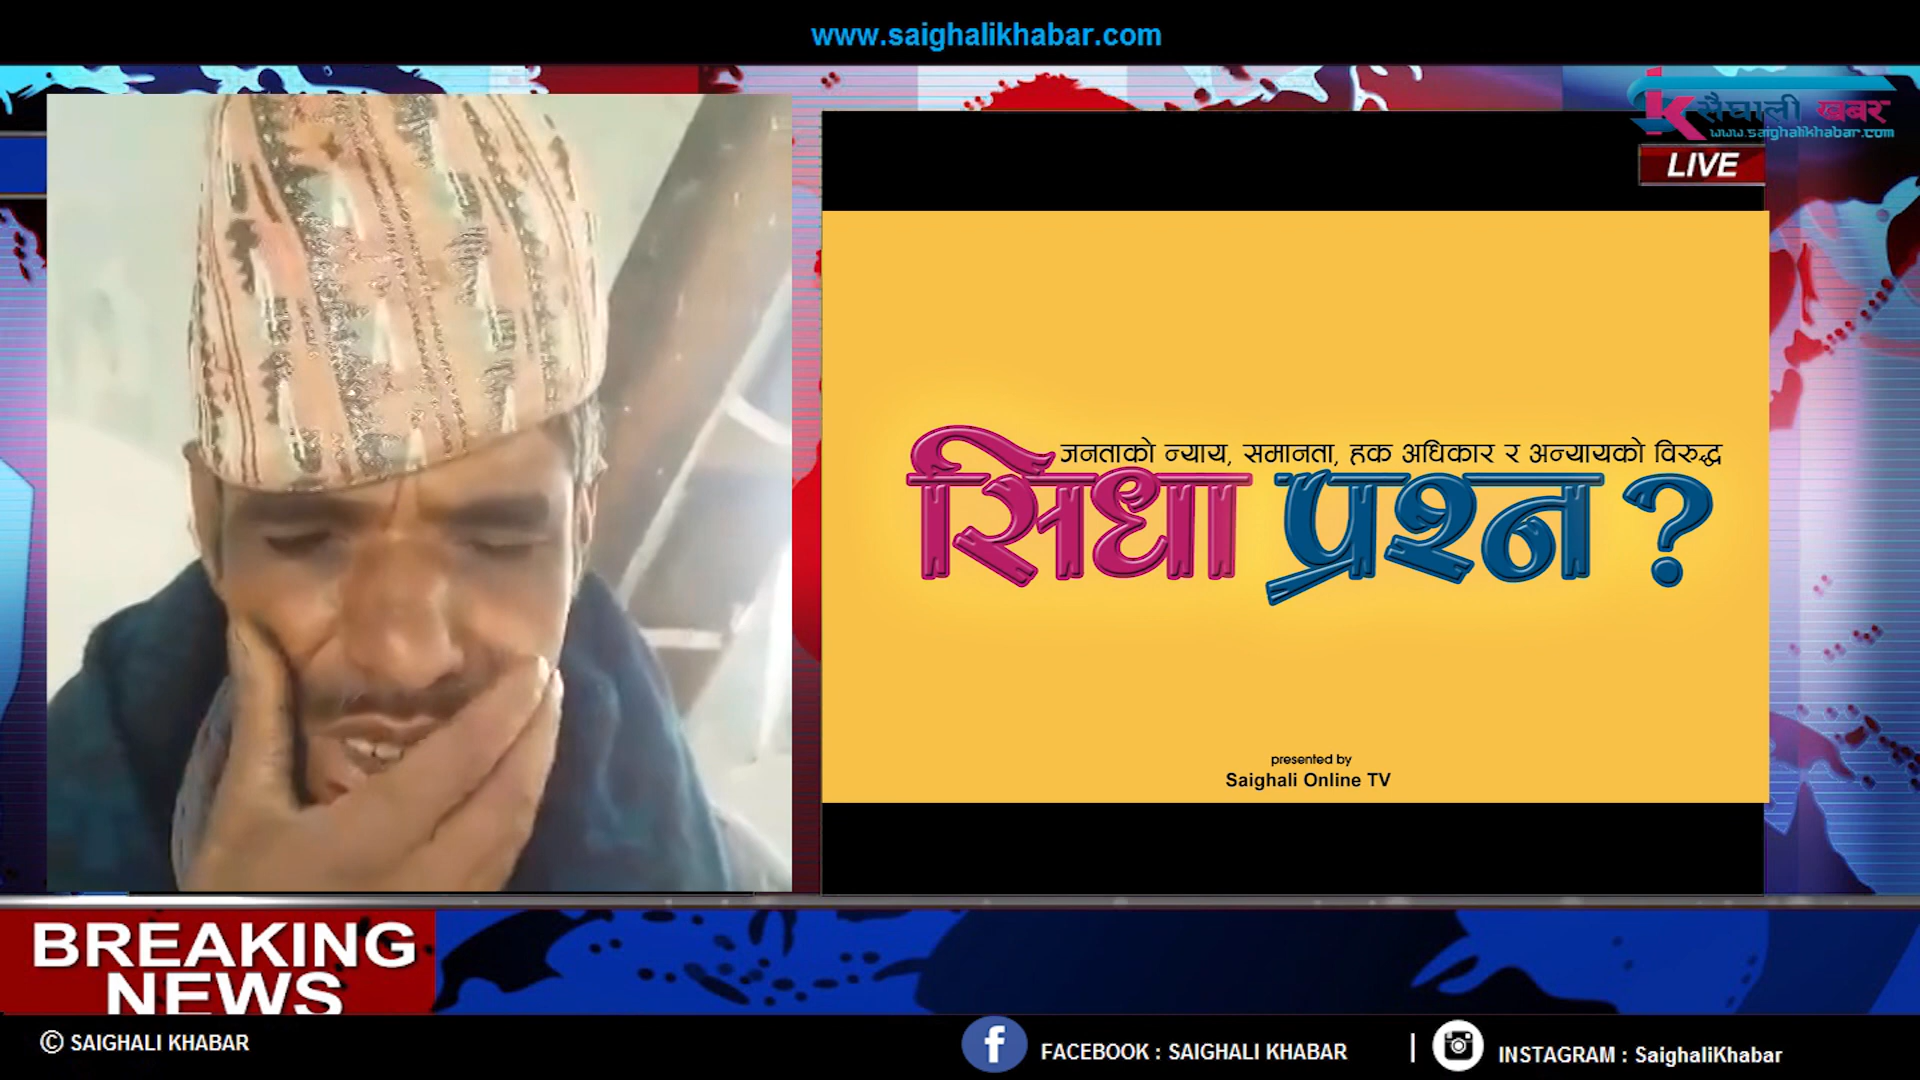 www.saighalikhabar.com
सैघाली खबर
www.saighalikhabar.com
LIVE
जनताको न्याय, समानता, हक अधिकार र अन्यायको विरुद्ध
सिधा प्रश्न ?
presented by
Saighali Online TV
BREAKING
NEWS
© SAIGHALI KHABAR
FACEBOOK : SAIGHALI KHABAR
| INSTAGRAM : SaighaliKhabar